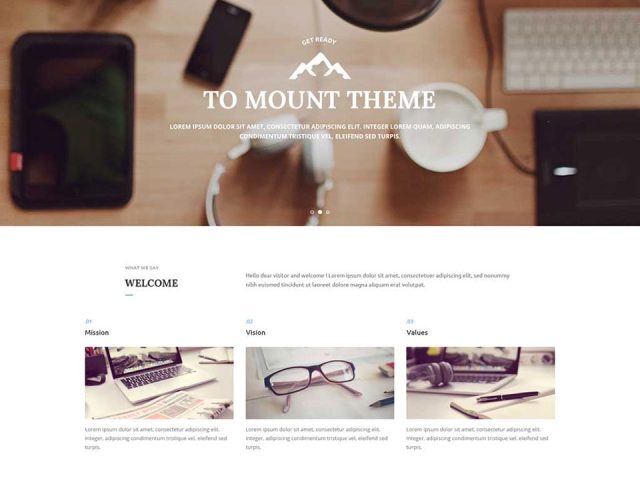 GET READY
TO MOUNT THEME
LOREM IPSUM DOLOR SIT AMET, CONSECTETUR ADIPISCING ELIT. INTEGER LOREM QUAM, ADIPISCING
CONDIMENTUM TRISTIQUE VEL, ELEIFEND SED TURPIS.
WHAT WE SAY
WELCOME
Hello dear visitor and welcome ! Lorem ipsum dolor sit amet, consectetuer adipiscing elit, sed nonummy
nibh euismod tincidunt ut laoreet dolore magna aliquam erat volutpat.
.01
Mission
.02
Vision
.03
Values
Lorem ipsum dolor sit amet, consectetur elit.
Integer, adipiscing condimentum tristique vel, eleifend sed
turpis.
Lorem ipsum dolor sit amet, consectetur elit.
Integer, adipiscing condimentum tristique vel, eleifend sed
turpis.
Lorem ipsum dolor sit amet, consectetur elit.
Integer, adipiscing condimentum tristique vel, eleifend sed
turpis.